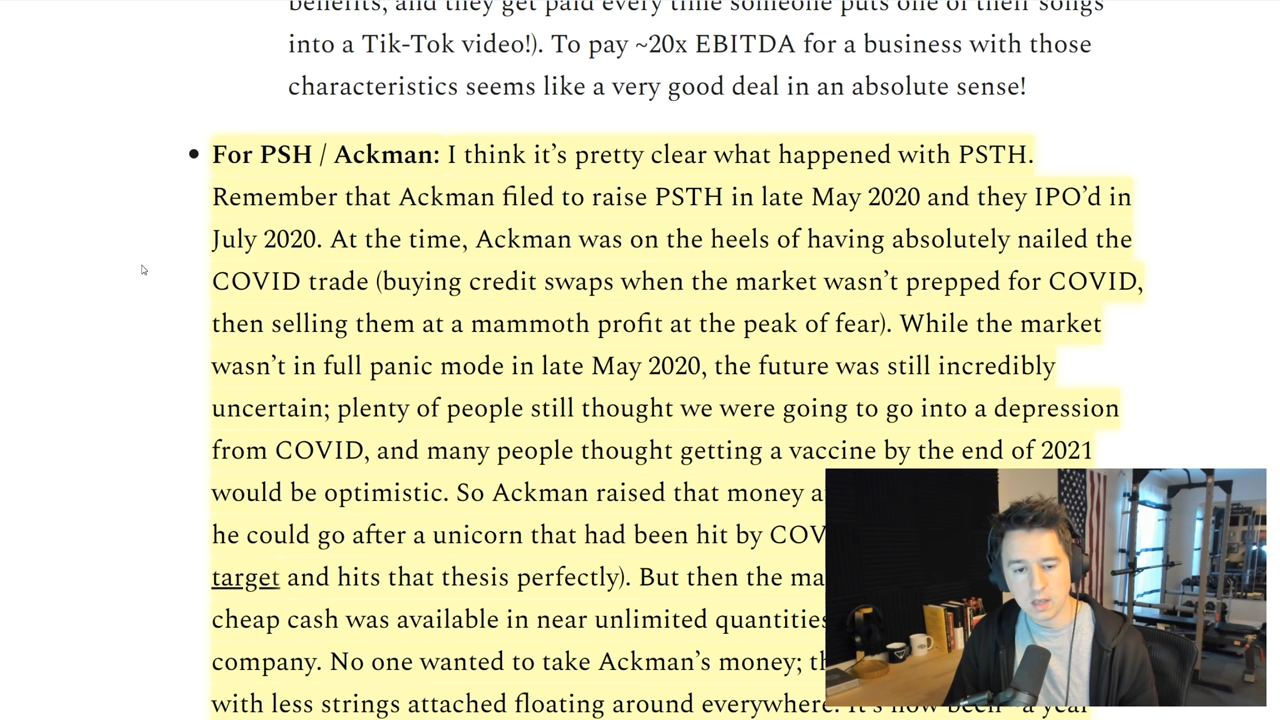 benefits, and they get paid every time someone puts one of their songs
into a Tik-Tok video!). To pay ~20x EBITDA for a business with those
characteristics seems like a very good deal in an absolute sense!
• For PSH / Ackman: I think it’s pretty clear what happened with PSTH.
Remember that Ackman filed to raise PSTH in late May 2020 and they IPO’d in
July 2020. At the time, Ackman was on the heels of having absolutely nailed the
COVID trade (buying credit swaps when the market wasn’t prepped for COVID,
then selling them at a mammoth profit at the peak of fear). While the market
wasn’t in full panic mode in late May 2020, the future was still incredibly
uncertain; plenty of people still thought we were going to go into a depression
from COVID, and many people thought getting a vaccine by the end of 2021
would be optimistic. So Ackman raised that money
he could go after a unicorn that had been hit by
target and hits that thesis perfectly). But then the
cheap cash was available in near unlimited quantities
company. No one wanted to take Ackman’s money;
with less strings attached floating around everywhere. It’s now been ~a year